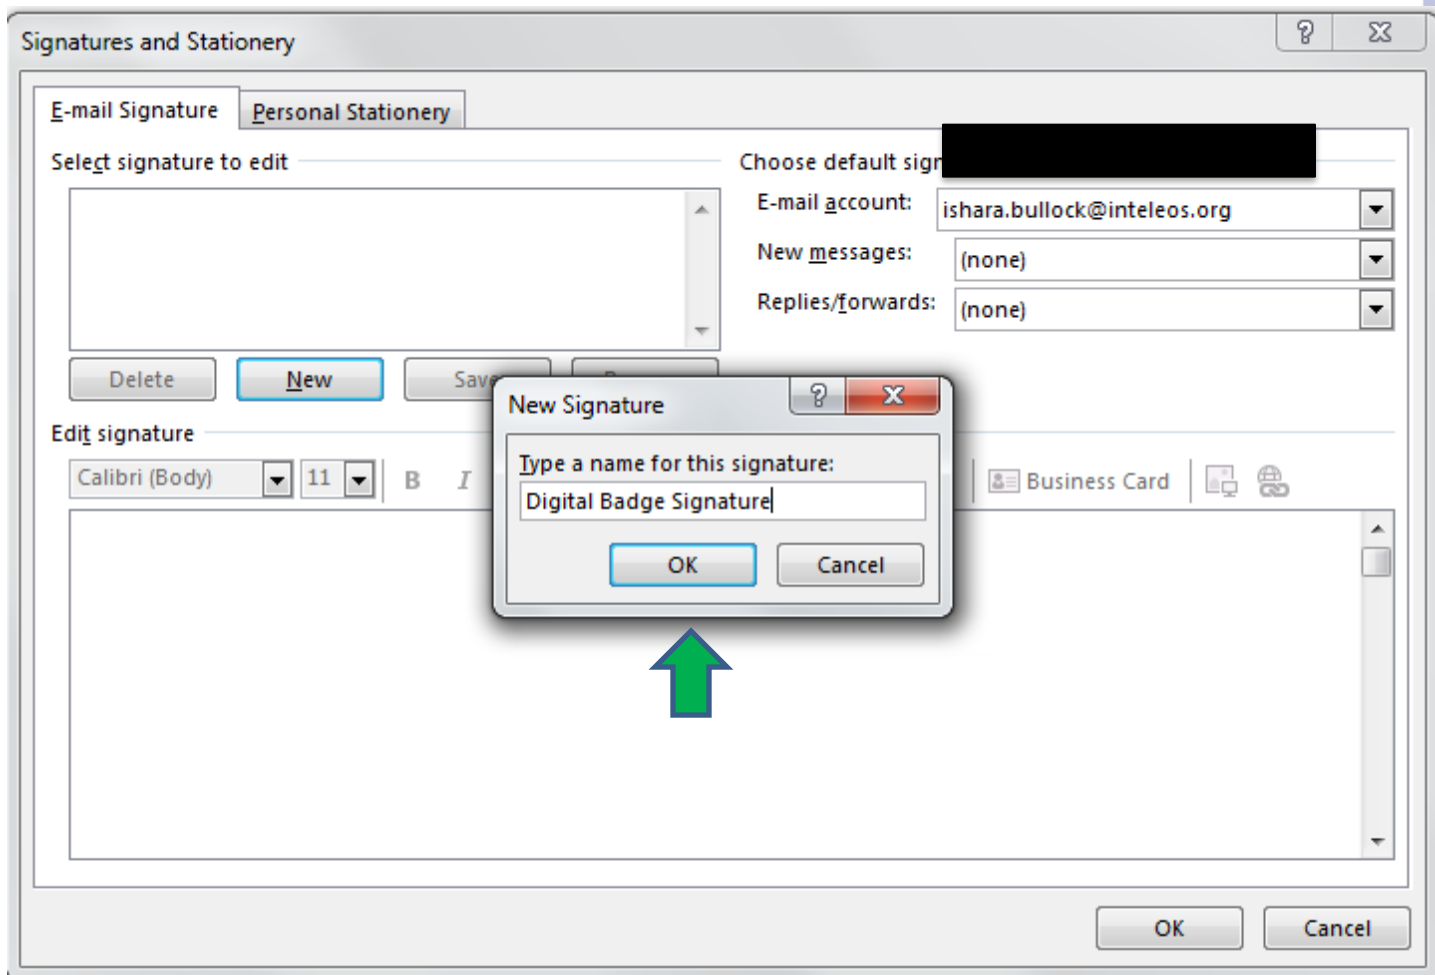 Signatures and Stationery
E-mail Signature
Personal Stationery
Select signature to edit
Choose default sign
E-mail account:
ishara.bullock@inteleos.org
New messages:
(none)
Replies/forwards:
(none)
Delete
New
Save
New Signature
Edit signature
Type a name for this signature:
Calibri (Body)
11
B
I
Business Card
Digital Badge Signature
OK
Cancel
OK
Cancel